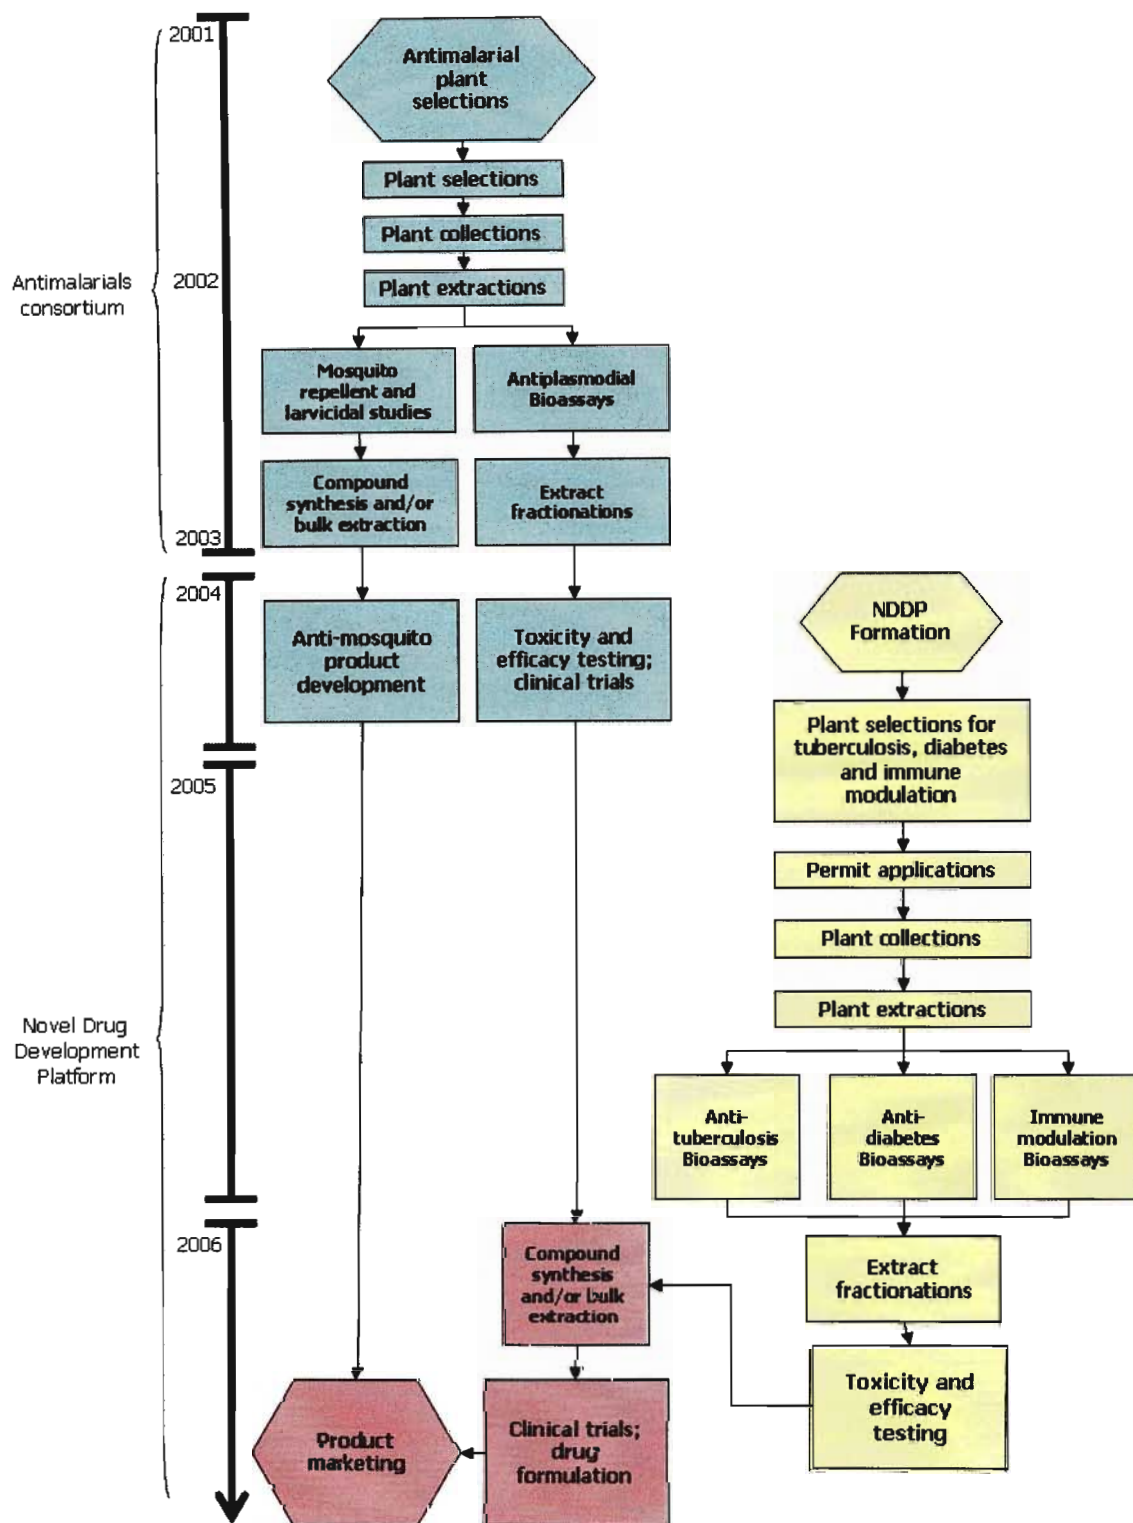 2001
Antimalarial
plant
selections
Plant selections
Plant collections
Antimalarials
consortium
2002
Plant extractions
Mosquito
repellent and
larvicidal studies
Antiplasmodial
Bioassays
Compound
synthesis and/or
bulk extraction
Extract
fractionations
2003
2004
Anti-mosquito
product
development
Toxicity and
efficacy testing;
clinical trials
NDDP
Formation
Plant selections for
tuberculosis, diabetes
and immune
modulation
2005
Permit applications
Plant collections
Plant extractions
Novel Drug
Development
Platform
Anti-
tuberculosis
Bioassays
Anti-
diabetes
Bioassays
Immune
modulation
Bioassays
2006
Compound
synthesis
and/or bulk
extraction
Extract
fractionations
Toxicity and
efficacy
testing
Product
marketing
Clinical trials;
drug
formulation